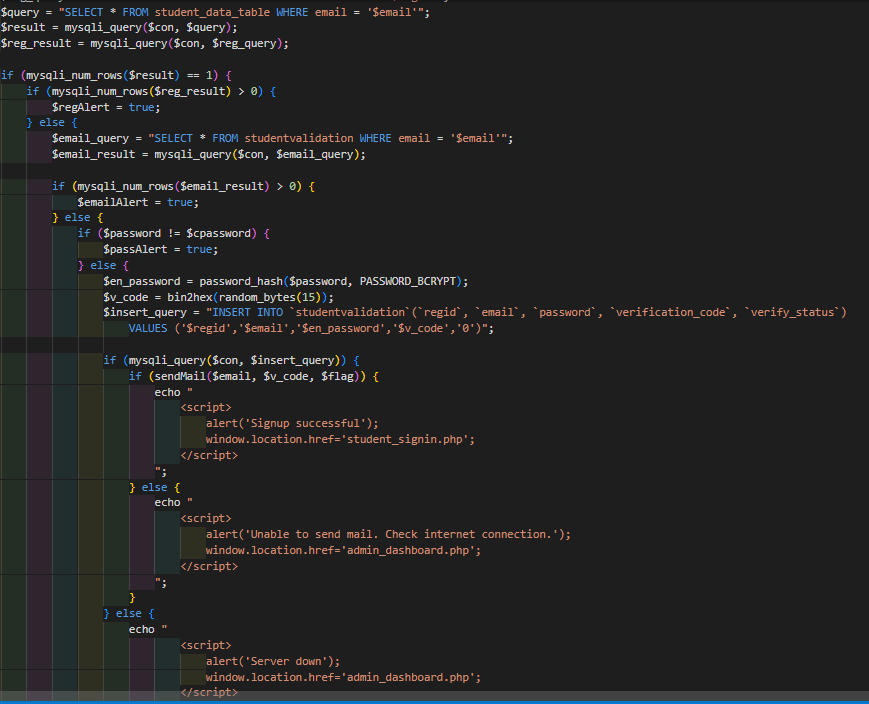 $query = "SELECT * FROM student_data_table WHERE email = '$email'";
$result = mysqli_query($con, $query);
$reg_result = mysqli_query($con, $reg_query);
if (mysqli_num_rows($result) == 1) {
if (mysqli_num_rows($reg_result) > 0) {
$regAlert = true;
} else {
$email_query = "SELECT * FROM studentvalidation WHERE email = '$email'";
$email_result = mysqli_query($con, $email_query);
if (mysqli_num_rows($email_result) > 0) {
$emailAlert = true;
} else {
if ($password != $cpassword) {
$passAlert = true;
} else {
$en_password = password_hash($password, PASSWORD_BCRYPT);
$v_code = bin2hex(random_bytes(15));
$insert_query = "INSERT INTO `studentvalidation`(`regid`, `email`, `password`, `verification_code`, `verify_status`)
VALUES ('$regid','$email','$en_password','$v_code','0')";
if (mysqli_query($con, $insert_query)) {
if (sendMail($email, $v_code, $flag)) {
echo "
<script>
alert('Signup successful');
window.location.href='student_signin.php';
</script>
";
} else {
echo "
<script>
alert('Unable to send mail. Check internet connection.');
window.location.href='admin_dashboard.php';
</script>
";
}
} else {
echo "
<script>
alert('Server down');
window.location.href='admin_dashboard.php';
</script>